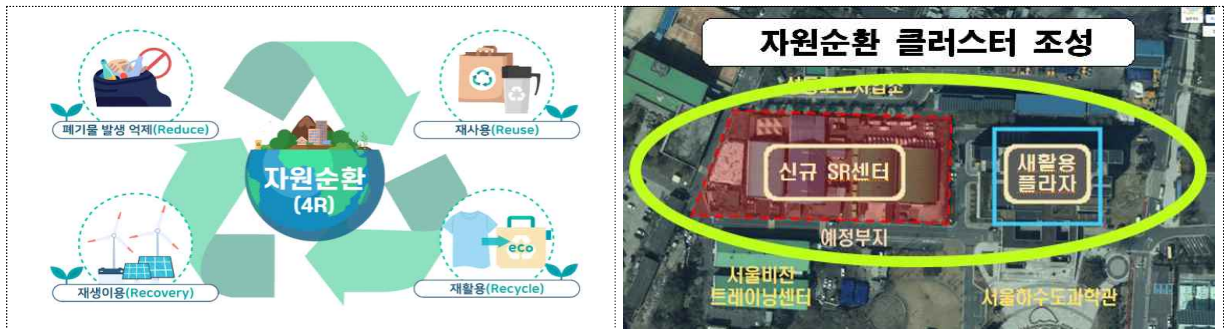 폐기물 발생 억제(Reduce)
재사용(Reuse)
자원순환
(4R)
eco
재생이용(Recovery)
재활용(Recycle)
자원순환 클러스터 조성
신규 SR센터
새활용
플라자
예정부지
서울비전
트레이닝센터
서울하수도과학관